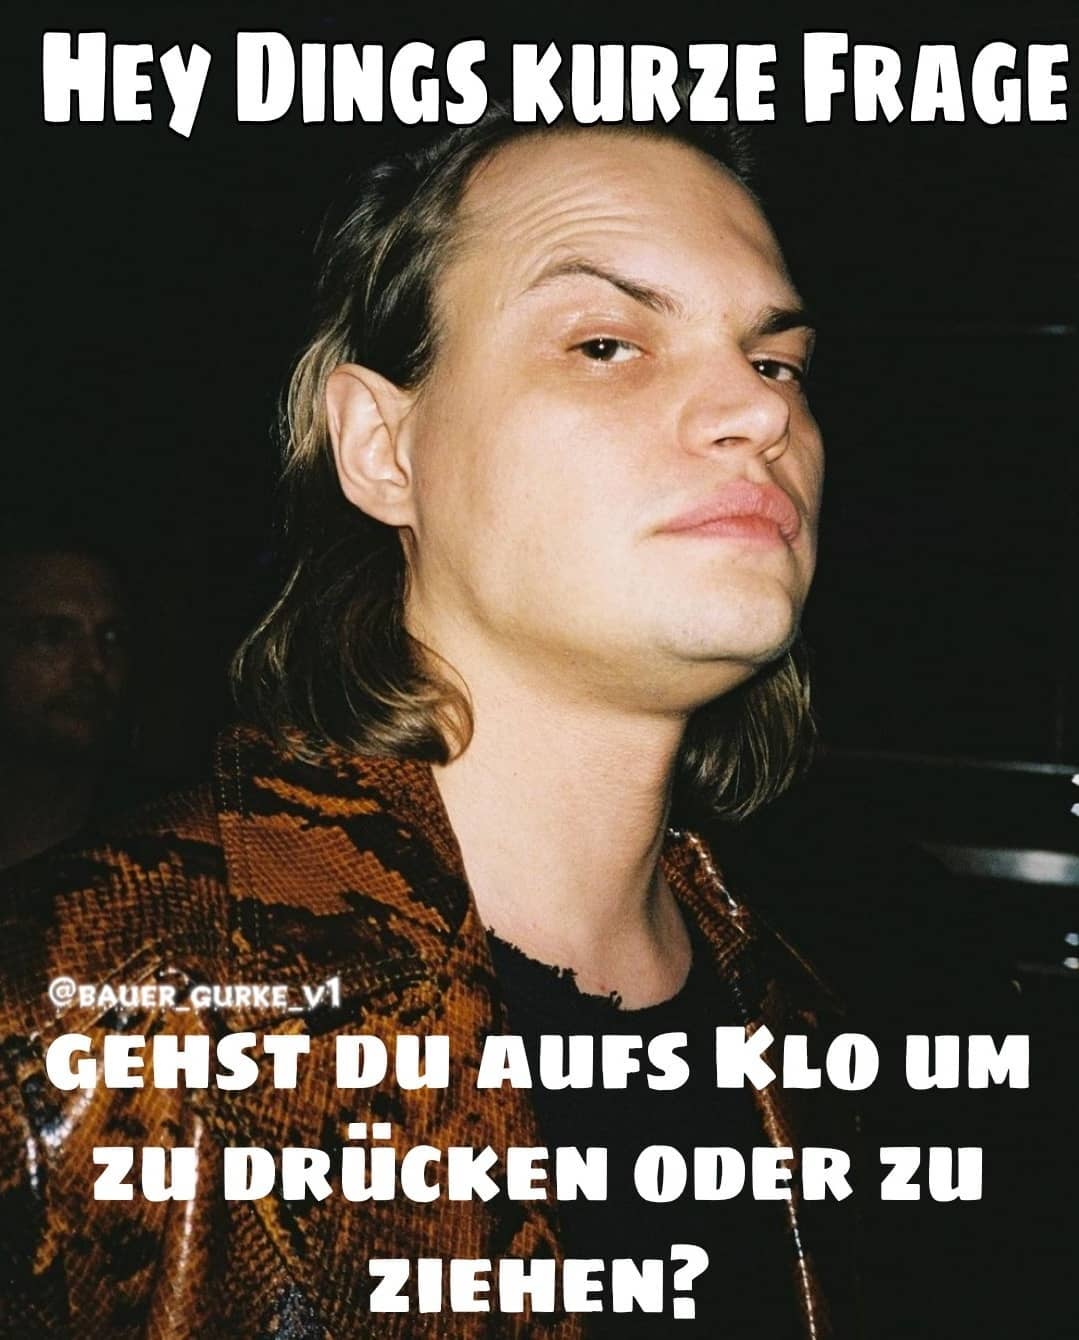 Hey Dings kurze Frage
@bauer_gurke_v1
gehst du aufs Klo um
zu drücken oder zu
ziehen?